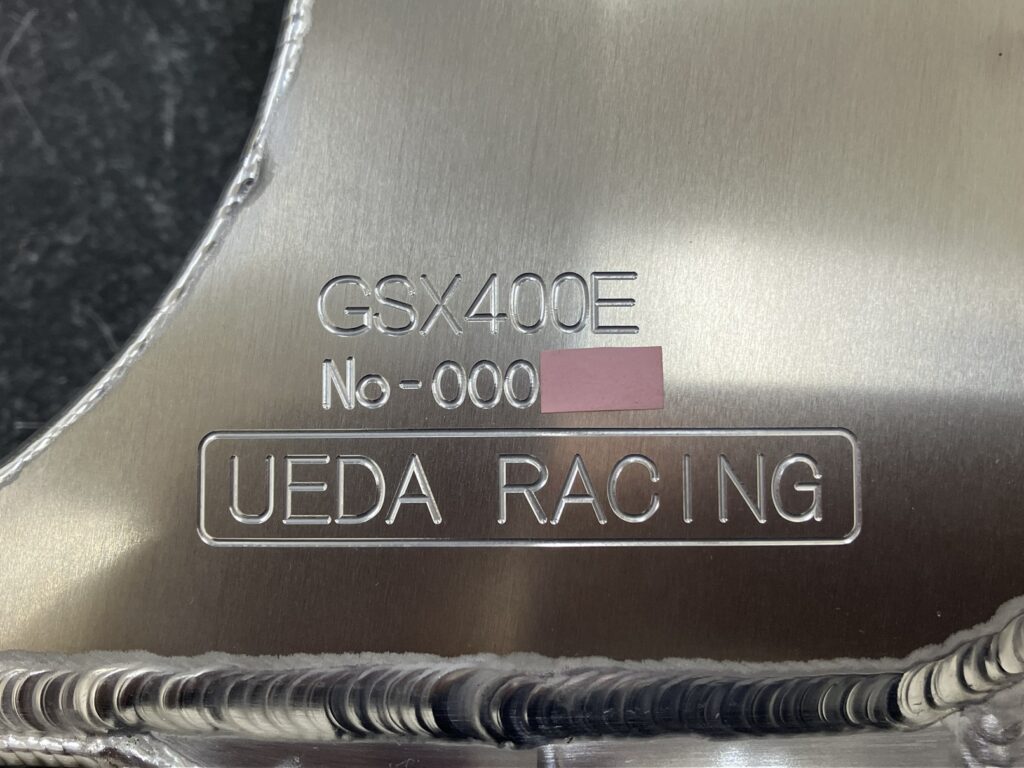 GSX400E
No-000
UEDA RACING